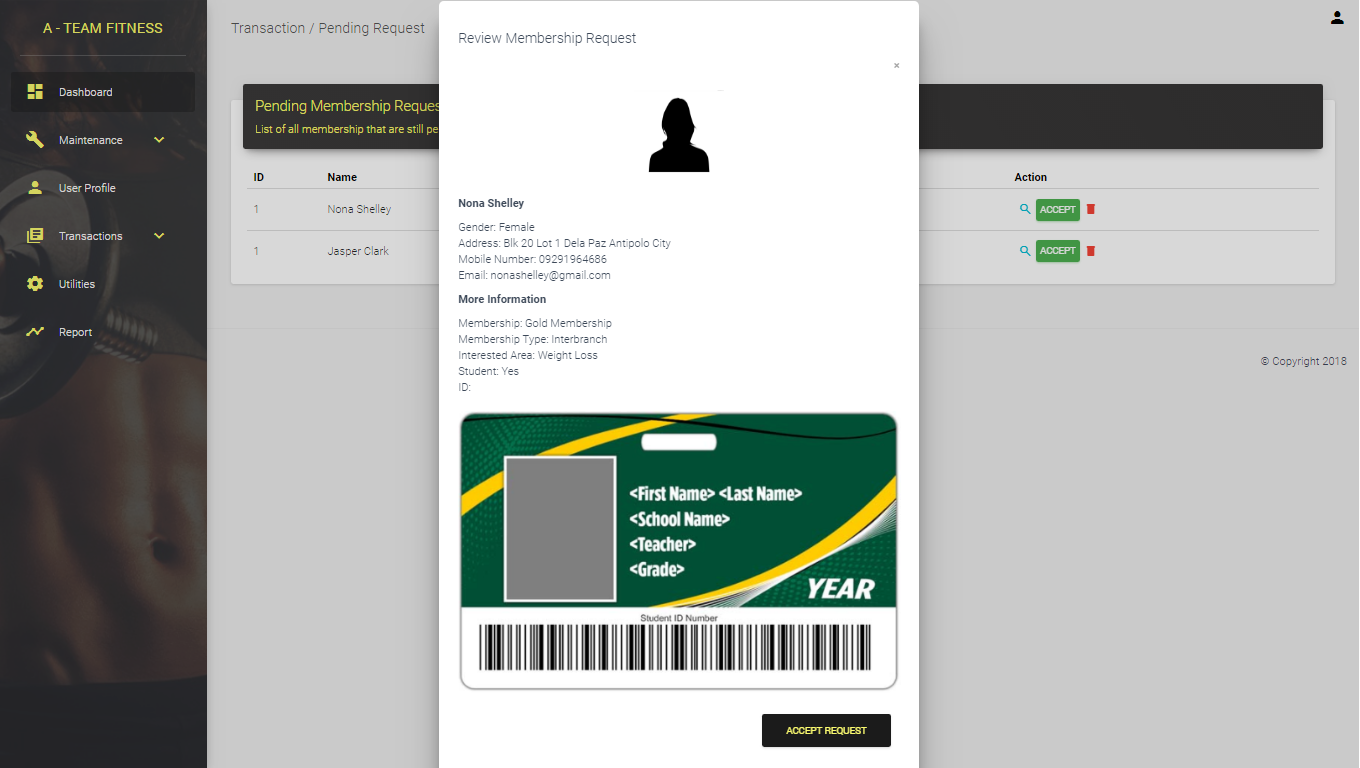 A - TEAM FITNESS
Dashboard
Maintenance
User Profile
Transactions
Utilities
Report
Transaction / Pending Request
Pending Membership Reques
List of all membership that are still pe
ID Name Action
1 Nona Shelley ACCEPT
1 Jasper Clark ACCEPT
© Copyright 2018
Review Membership Request
×
Nona Shelley
Gender: Female
Address: Blk 20 Lot 1 Dela Paz Antipolo City
Mobile Number: 09291964686
Email: nonashelley@gmail.com
More Information
Membership: Gold Membership
Membership Type: Interbranch
Interested Area: Weight Loss
Student: Yes
ID:
<First Name> <Last Name>
<School Name>
<Teacher>
<Grade>
YEAR
Student ID Number
ACCEPT REQUEST